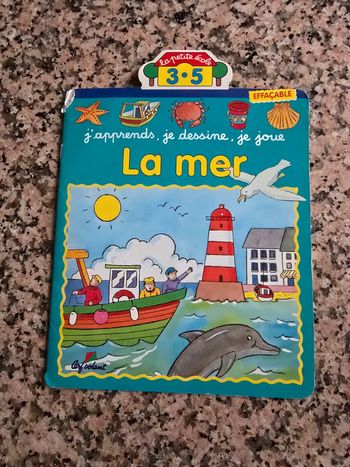 la petite école
3•5
EFFAÇABLE
j'apprends, je dessine, je joue
La mer
Cerf volant